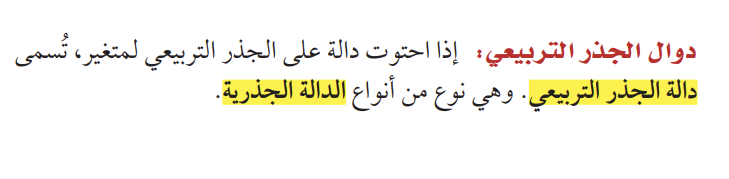 دوال الجذر التربيعي: إذا احتوت دالة على الجذر التربيعي لمتغير، تُسمى
دالة الجذر التربيعي. وهي نوع من أنواع الدالة الجذرية.